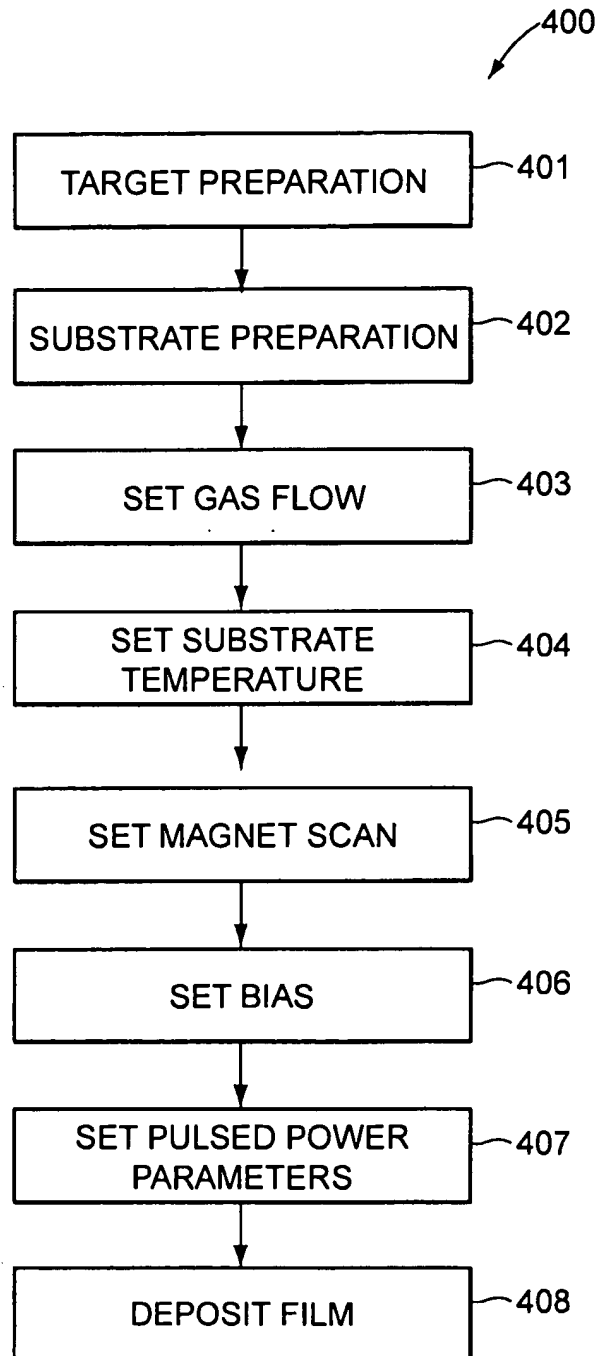 400
TARGET PREPARATION
401
SUBSTRATE PREPARATION
402
SET GAS FLOW
403
SET SUBSTRATE
TEMPERATURE
404
SET MAGNET SCAN
405
SET BIAS
406
SET PULSED POWER
PARAMETERS
407
DEPOSIT FILM
408